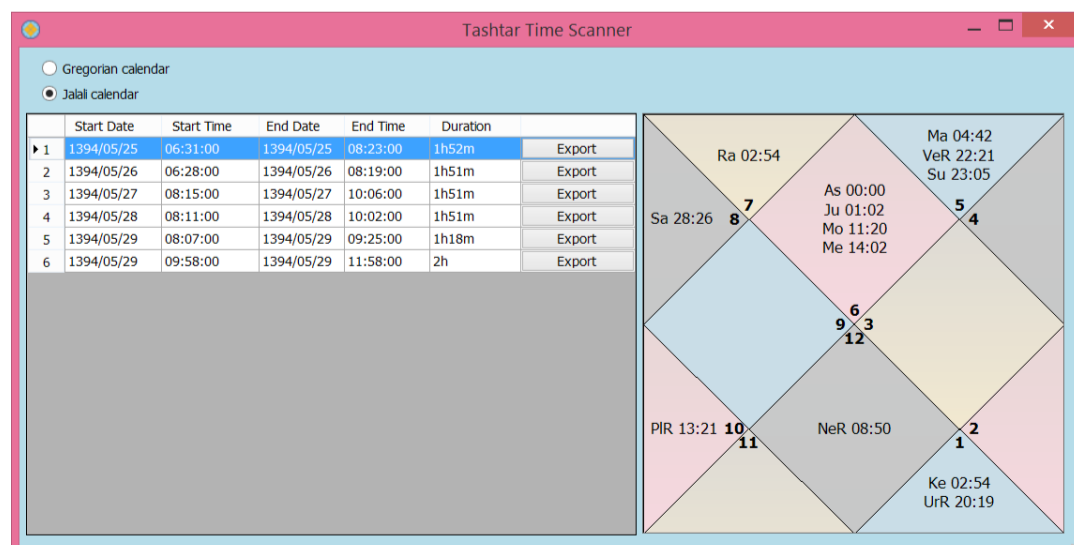 Tashtar Time Scanner
Gregorian calendar
Jalali calendar
Start Date Start Time End Date End Time Duration
1 1394/05/25 06:31:00 1394/05/25 08:23:00 1h52m Export
2 1394/05/26 06:28:00 1394/05/26 08:19:00 1h51m Export
3 1394/05/27 08:15:00 1394/05/27 10:06:00 1h51m Export
4 1394/05/28 08:11:00 1394/05/28 10:02:00 1h51m Export
5 1394/05/29 08:07:00 1394/05/29 09:25:00 1h18m Export
6 1394/05/29 09:58:00 1394/05/29 11:58:00 2h Export
Ra 02:54
Ma 04:42
VeR 22:21
Su 23:05
As 00:00
Ju 01:02
Mo 11:20
Me 14:02
7
5
Sa 28:26 8
4
6
9 3
12
PlR 13:21 10
NeR 08:50
2
11
1
Ke 02:54
UrR 20:19